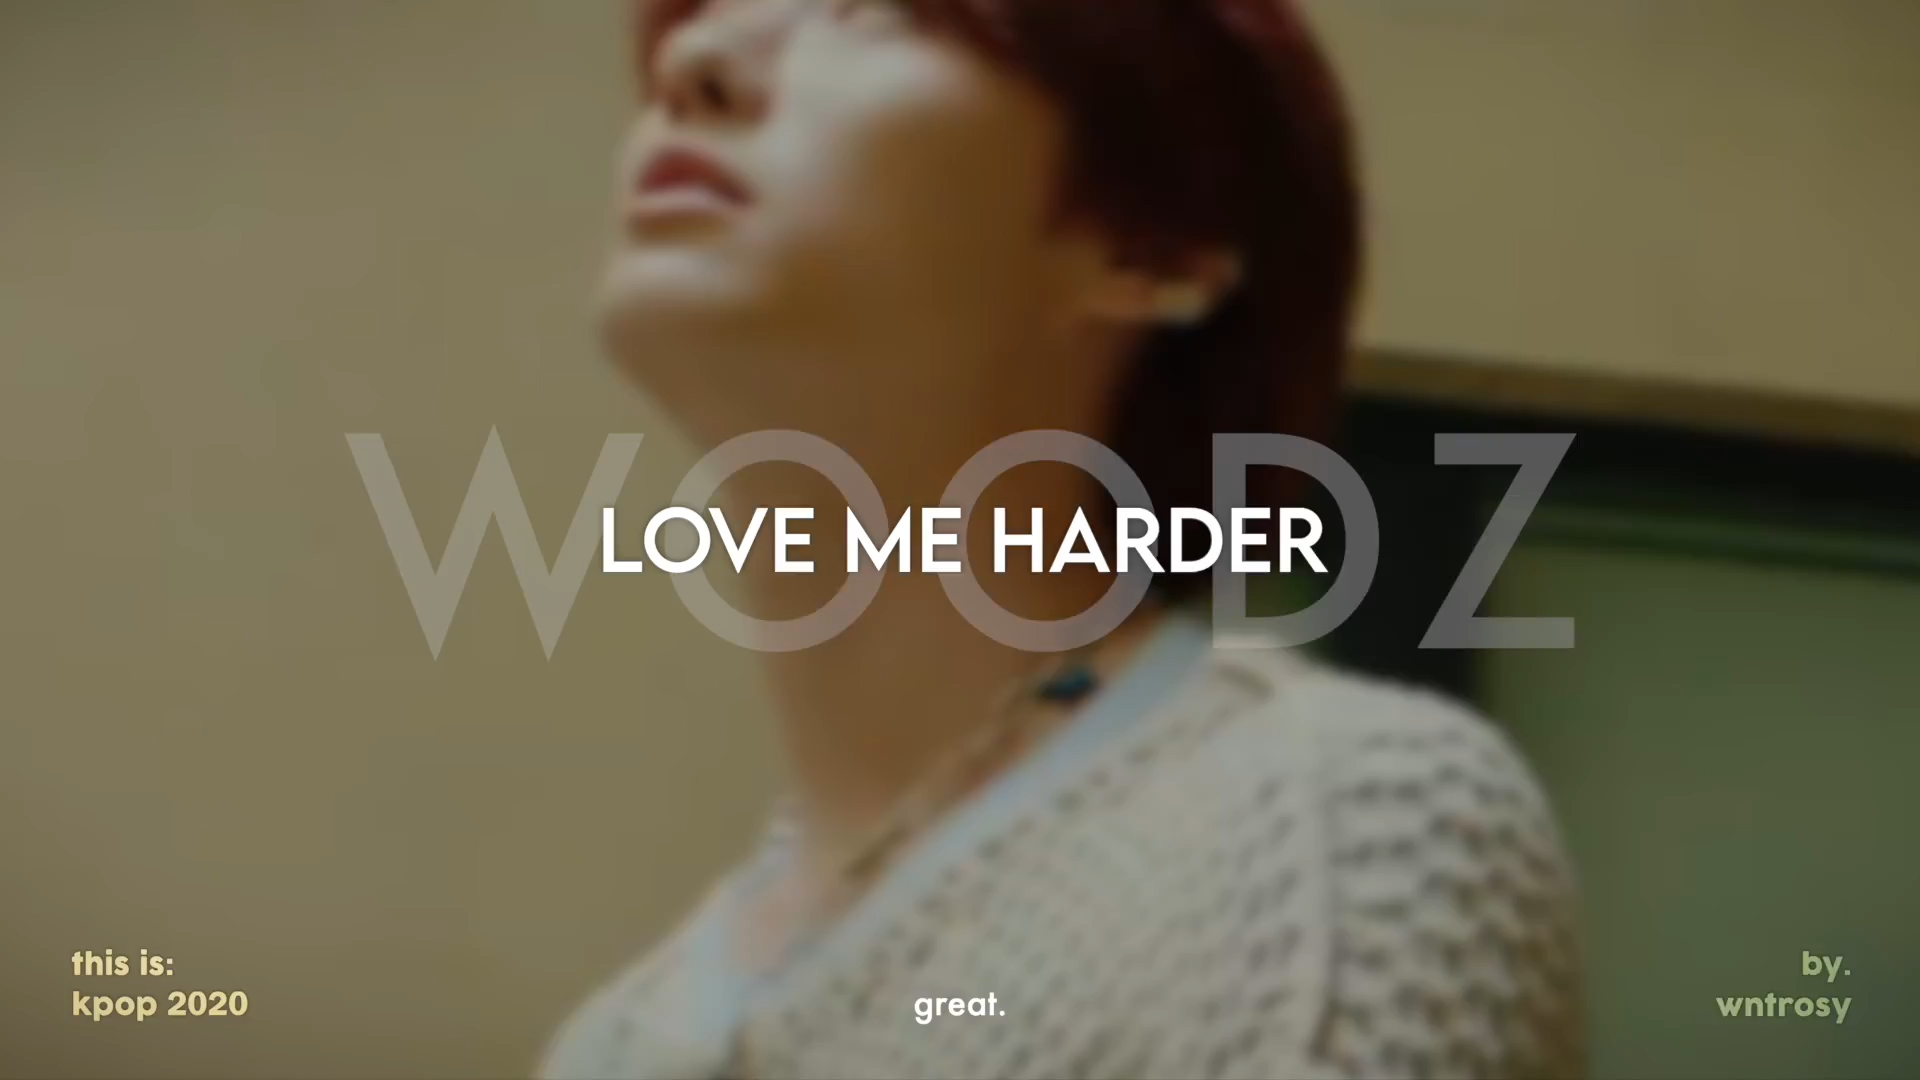 WOODZ
LOVE ME HARDER
this is:
kpop 2020
great.
by.
wntrosy